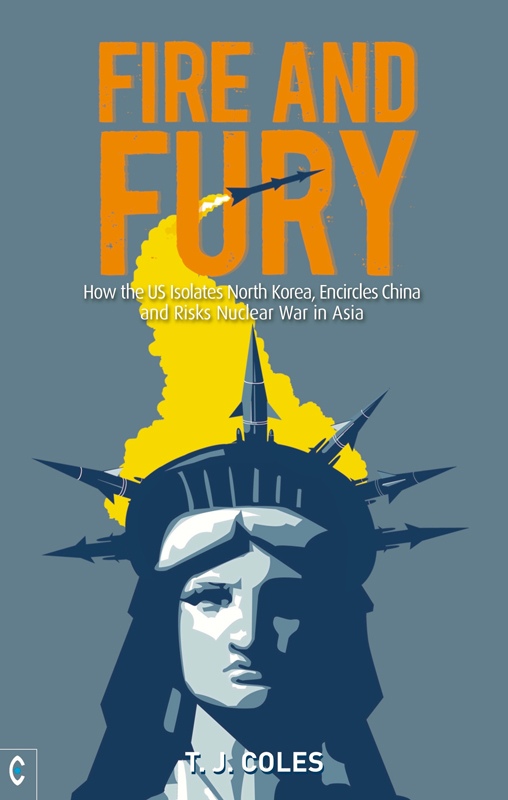 FIRE AND
FURY
How the US Isolates North Korea, Encircles China
and Risks Nuclear War in Asia
T. J. COLES
C